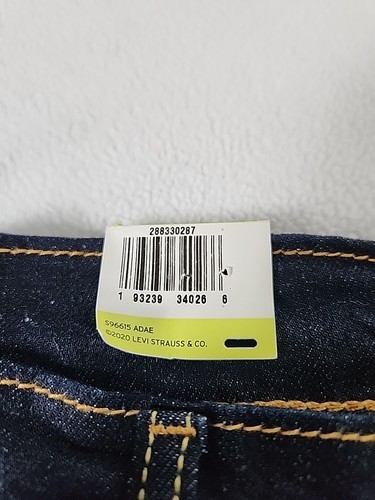 288330287
1 93239 34026 6
S96615 ADAE
©2020 LEVI STRAUSS & CO.